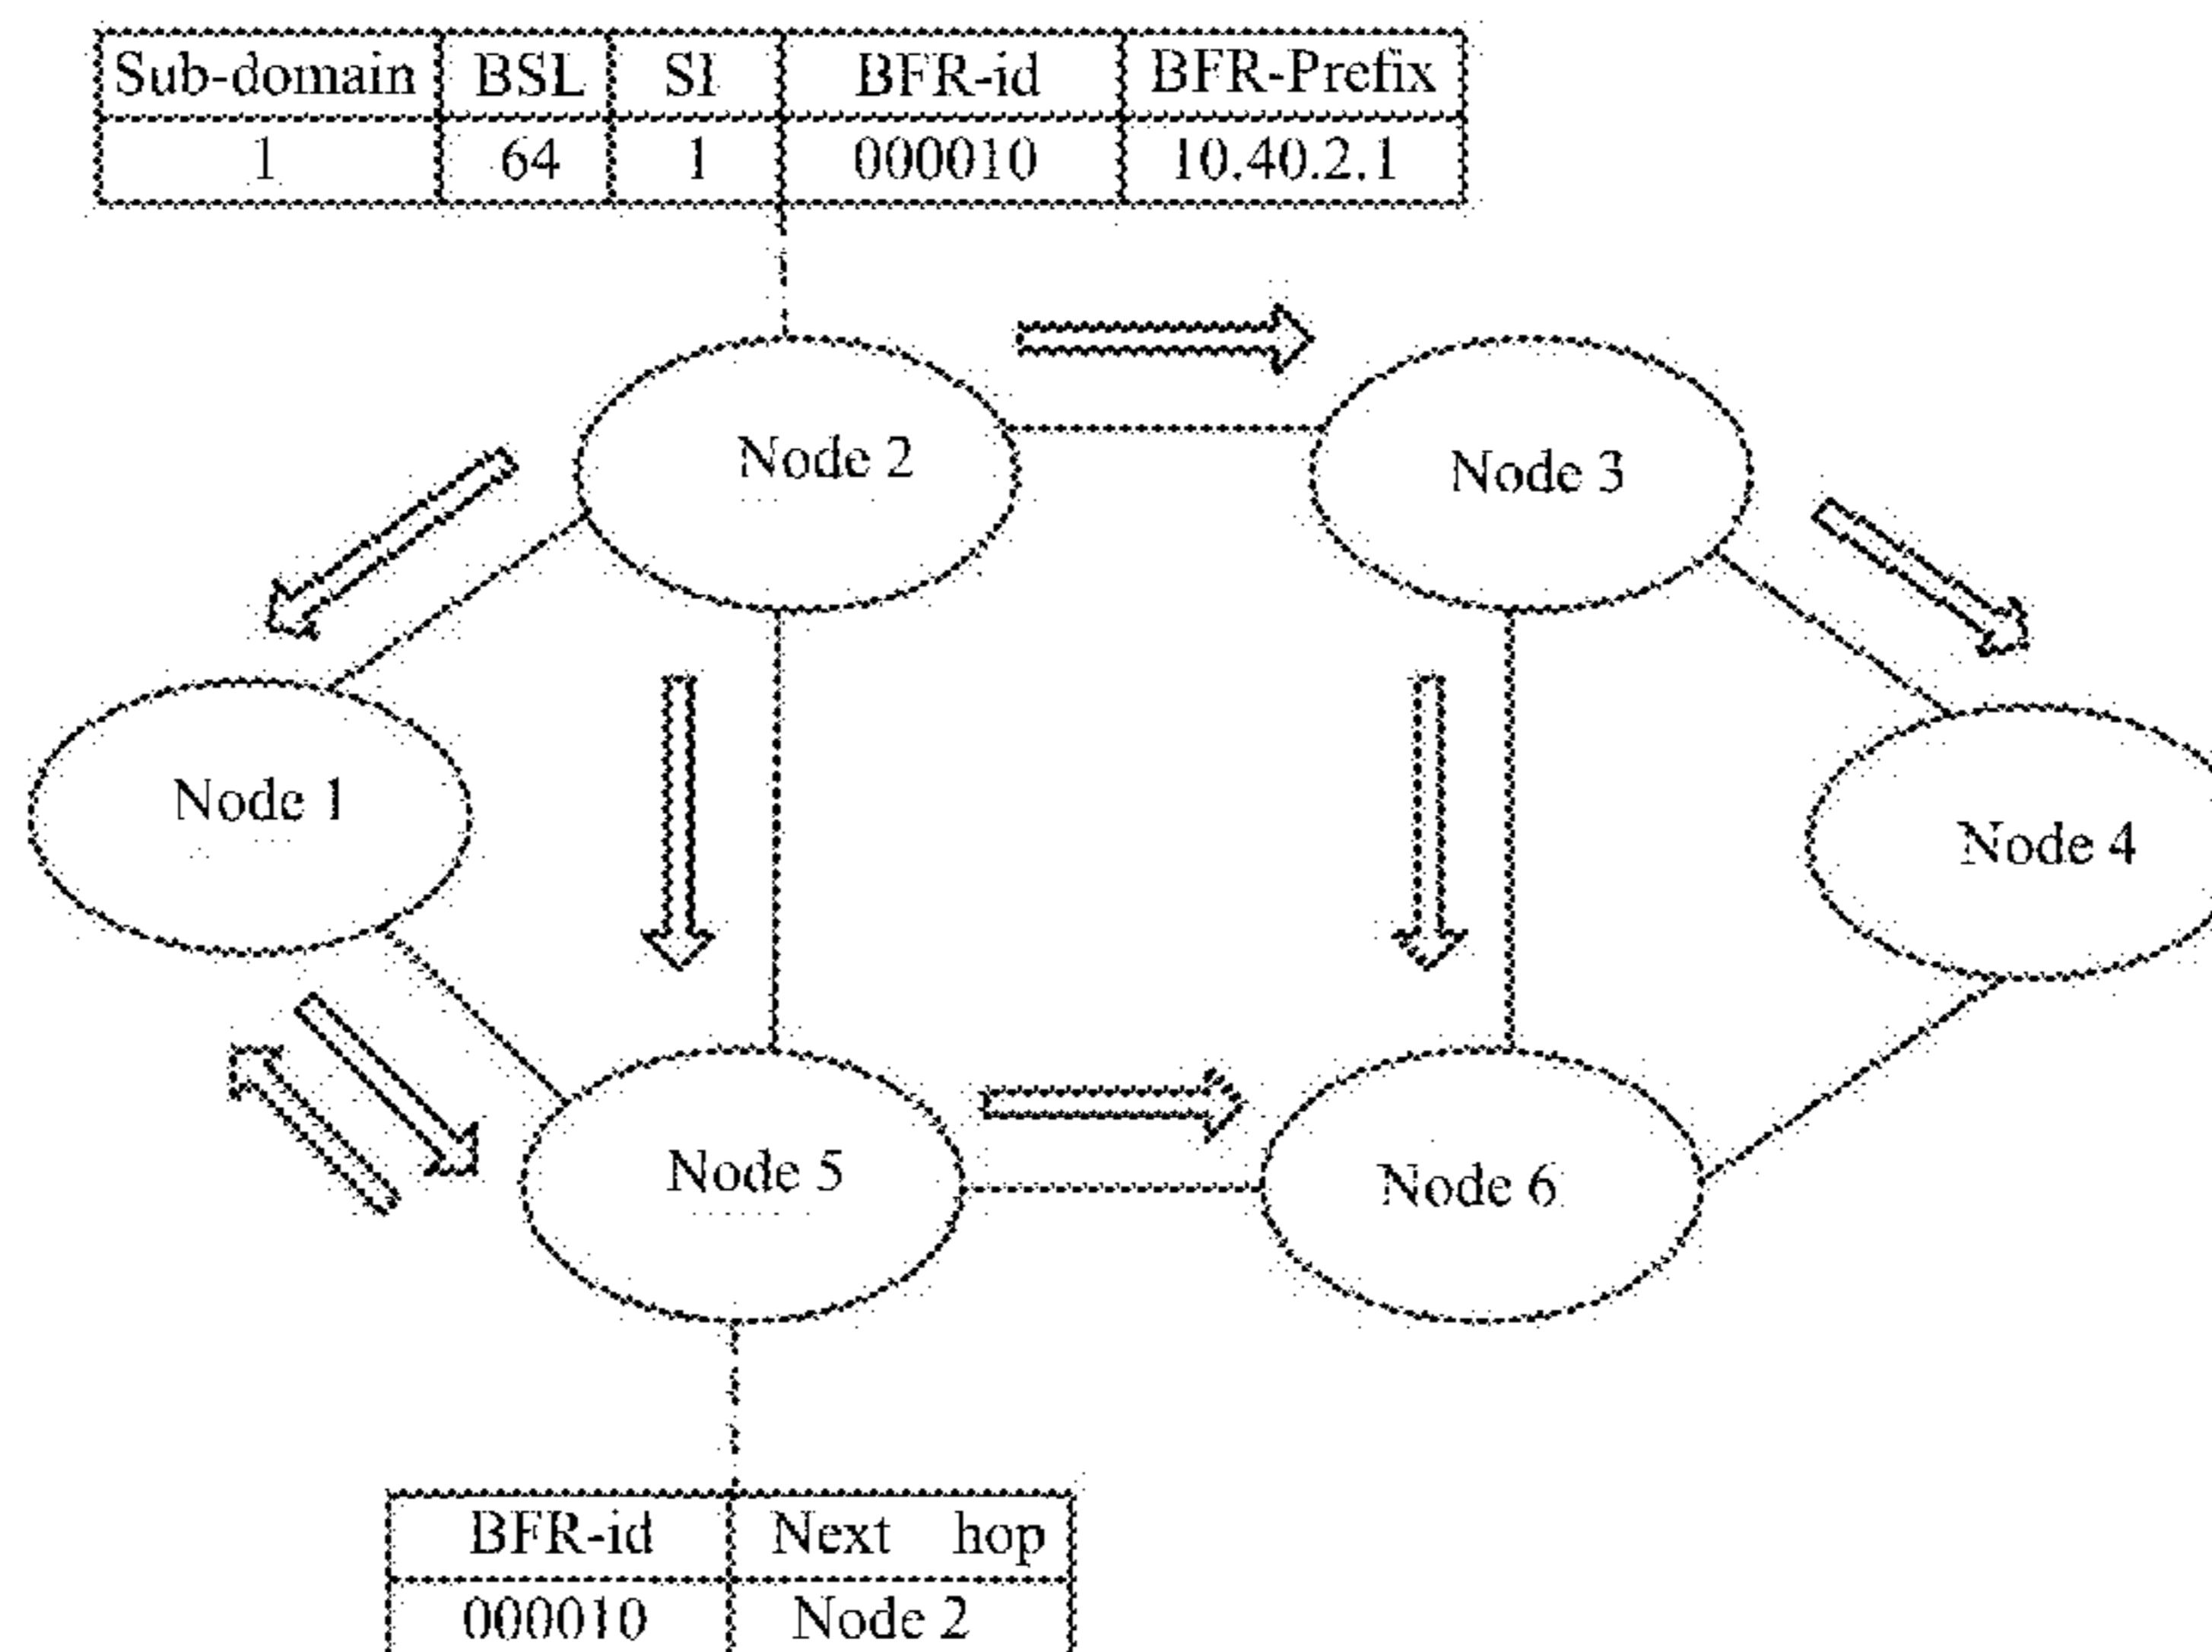 Sub-domain BSL SI BFR-id BFR-Prefix
1 64 1 000010 10.40.2.1
Node 2
Node 3
Node 1
Node 4
Node 5
Node 6
BFR-id Next hop
000010 Node 2